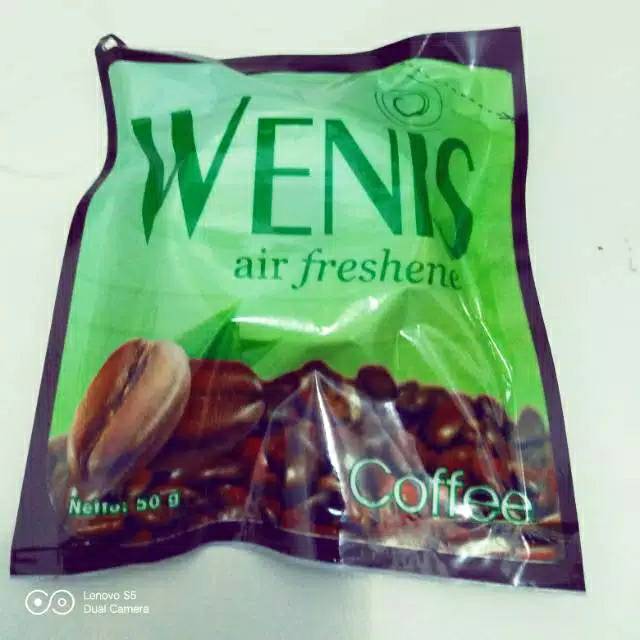 WENIS
air freshene
Coffee
Netto: 50 g
Lenovo S5
Dual Camera